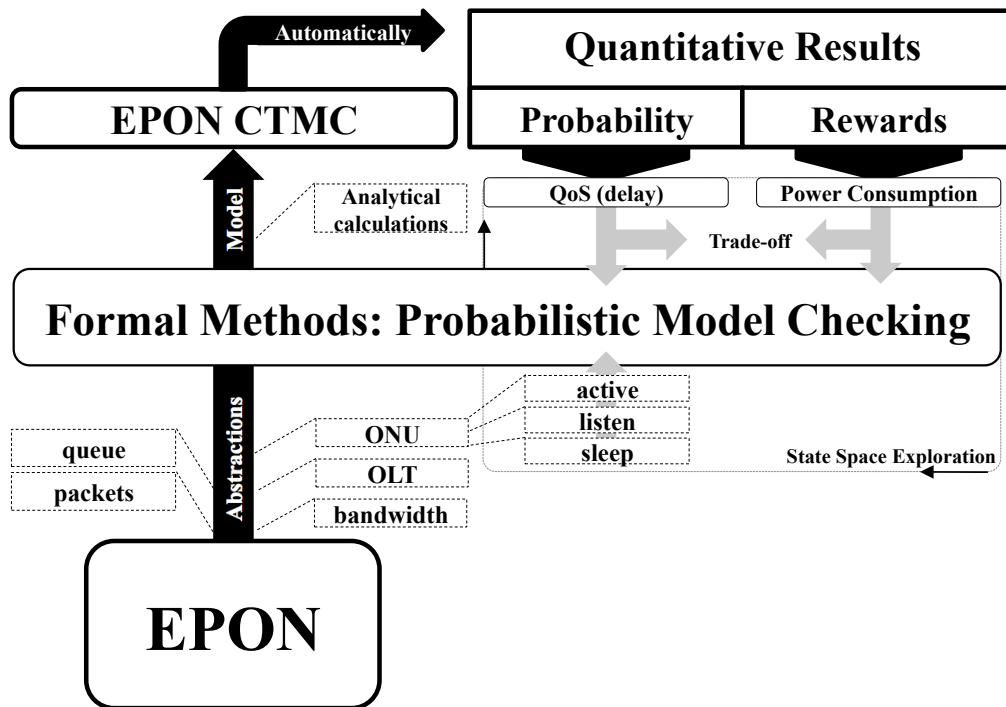 Automatically
Quantitative Results
EPON CTMC
Probability
Rewards
Model
Analytical
calculations
QoS (delay)
Power Consumption
Trade-off
Formal Methods: Probabilistic Model Checking
Abstractions
queue
packets
ONU
OLT
bandwidth
active
listen
sleep
State Space Exploration
EPON